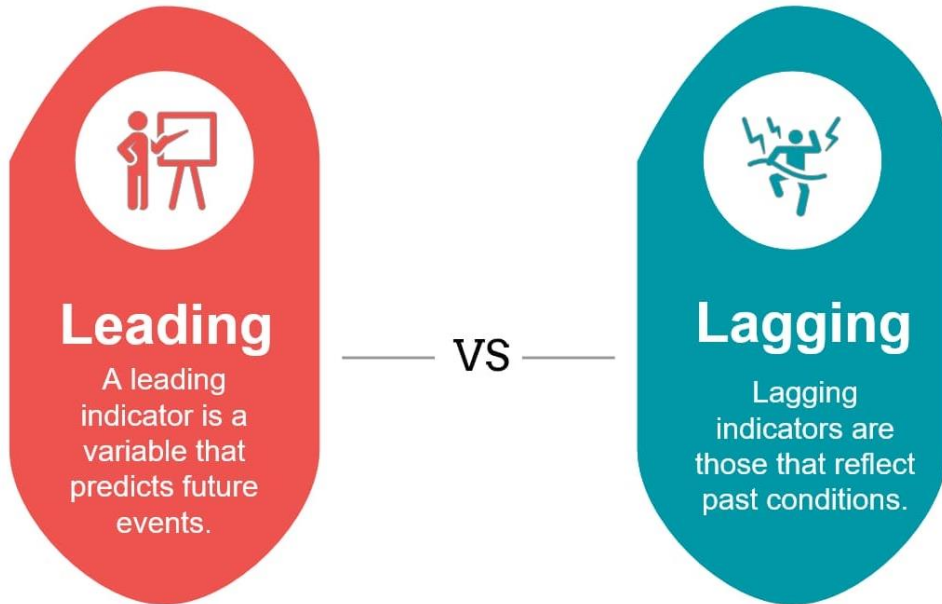 Leading
A leading
indicator is a
variable that
predicts future
events.
VS
Lagging
Lagging
indicators are
those that reflect
past conditions.